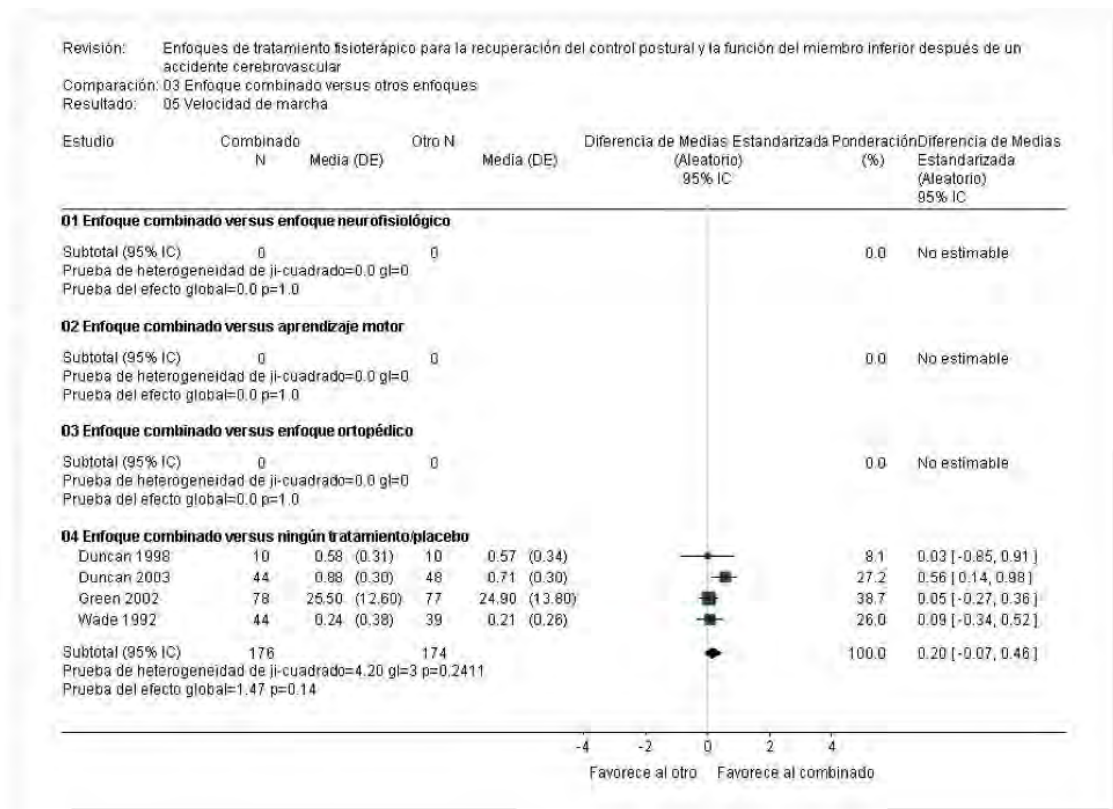 Revisión: Enfoques de tratamiento fisioterápico para la recuperación del control postural y la función del miembro inferior después de un
accidente cerebrovascular
Comparación: 03 Enfoque combinado versus otros enfoques
Resultado: 05 Velocidad de marcha
Estudio Combinado Otro N Diferencia de Medias Estandarizada Ponderación Diferencia de Medias
N Media (DE) Media (DE) (Aleatorio) (%) Estandarizada
95% IC (Aleatorio)
95% IC
01 Enfoque combinado versus enfoque neurofisiológico
Subtotal (95% IC) 0 0 0.0 No estimable
Prueba de heterogeneidad de ji-cuadrado=0.0 gl=0
Prueba del efecto global=0.0 p=1.0
02 Enfoque combinado versus aprendizaje motor
Subtotal (95% IC) 0 0 0.0 No estimable
Prueba de heterogeneidad de ji-cuadrado=0.0 gl=0
Prueba del efecto global=0.0 p=1.0
03 Enfoque combinado versus enfoque ortopédico
Subtotal (95% IC) 0 0 0.0 No estimable
Prueba de heterogeneidad de ji-cuadrado=0.0 gl=0
Prueba del efecto global=0.0 p=1.0
04 Enfoque combinado versus ningún tratamiento/placebo
Duncan 1998 10 0.58 (0.31) 10 0.57 (0.34) 8.1 0.03 [-0.85, 0.91]
Duncan 2003 44 0.88 (0.30) 48 0.71 (0.30) 27.2 0.56 [0.14, 0.98]
Green 2002 78 25.50 (12.60) 77 24.90 (13.80) 38.7 0.05 [-0.27, 0.36]
Wade 1992 44 0.24 (0.38) 39 0.21 (0.26) 26.0 0.09 [-0.34, 0.52]
Subtotal (95% IC) 176 174 100.0 0.20 [-0.07, 0.46]
Prueba de heterogeneidad de ji-cuadrado=4.20 gl=3 p=0.2411
Prueba del efecto global=1.47 p=0.14
-4 -2 0 2 4
Favorece al otro Favorece al combinado